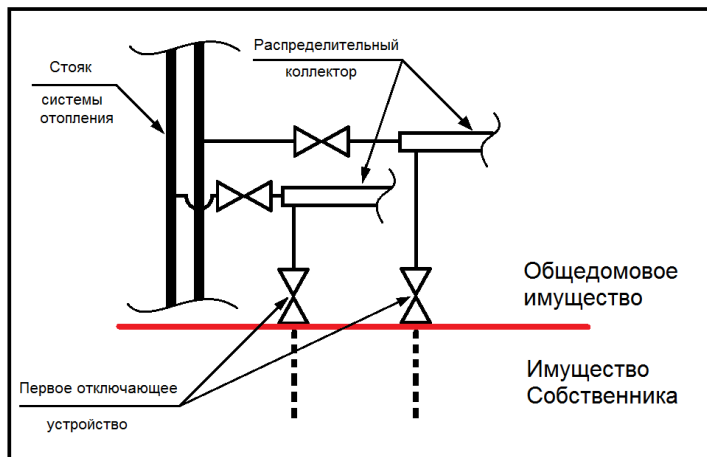 Стояк
системы
отопления
Распределительный
коллектор
Общедомовое
имущество
Имущество
Собственника
Первое отключающее
устройство